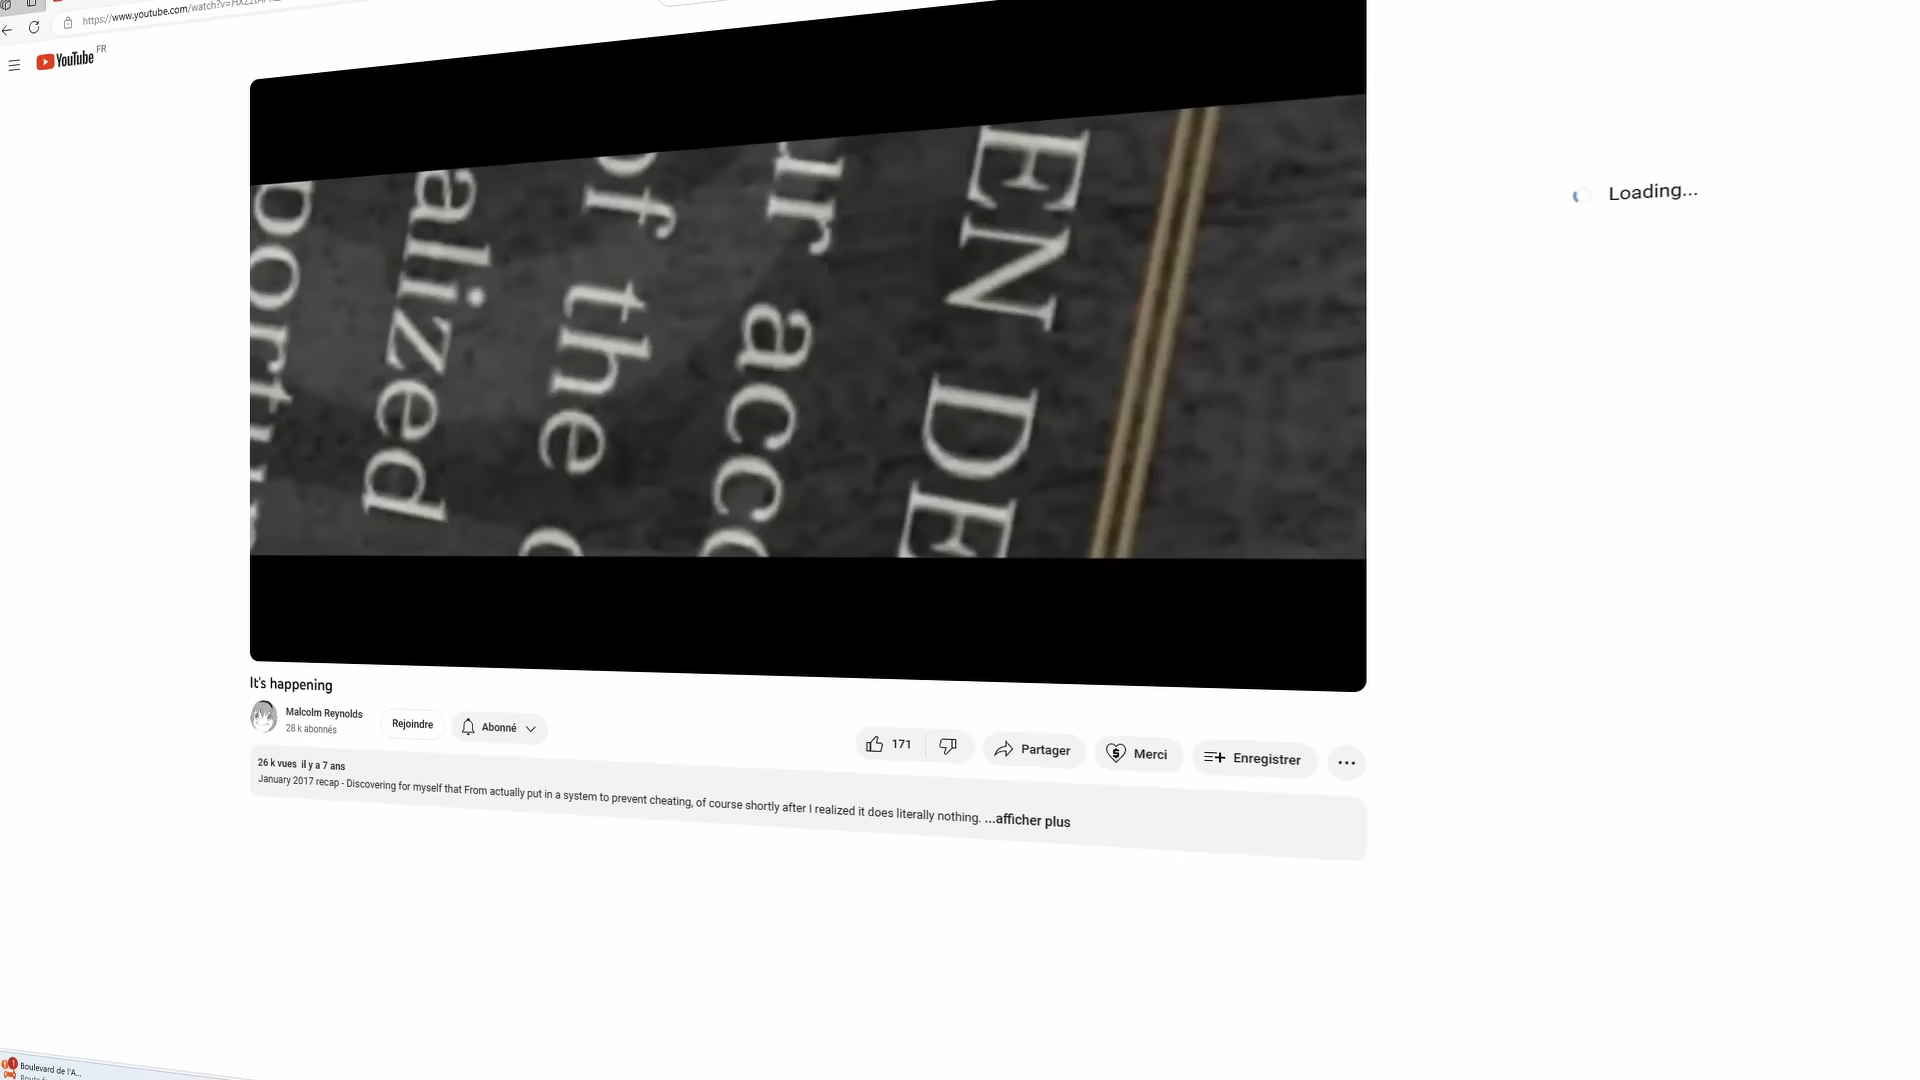 https://www.youtube.com/watch?v=
YouTube FR
EN DE
ur acco
of the
alized
Loading...
It's happening
Malcolm Reynolds
28 k abonnés
Rejoindre
Abonné
171
Partager
Merci
Enregistrer
26 k vues il y a 7 ans
January 2017 recap - Discovering for myself that From actually put in a system to prevent cheating, of course shortly after I realized it does literally nothing. ...afficher plus
Boulevard de l'A...